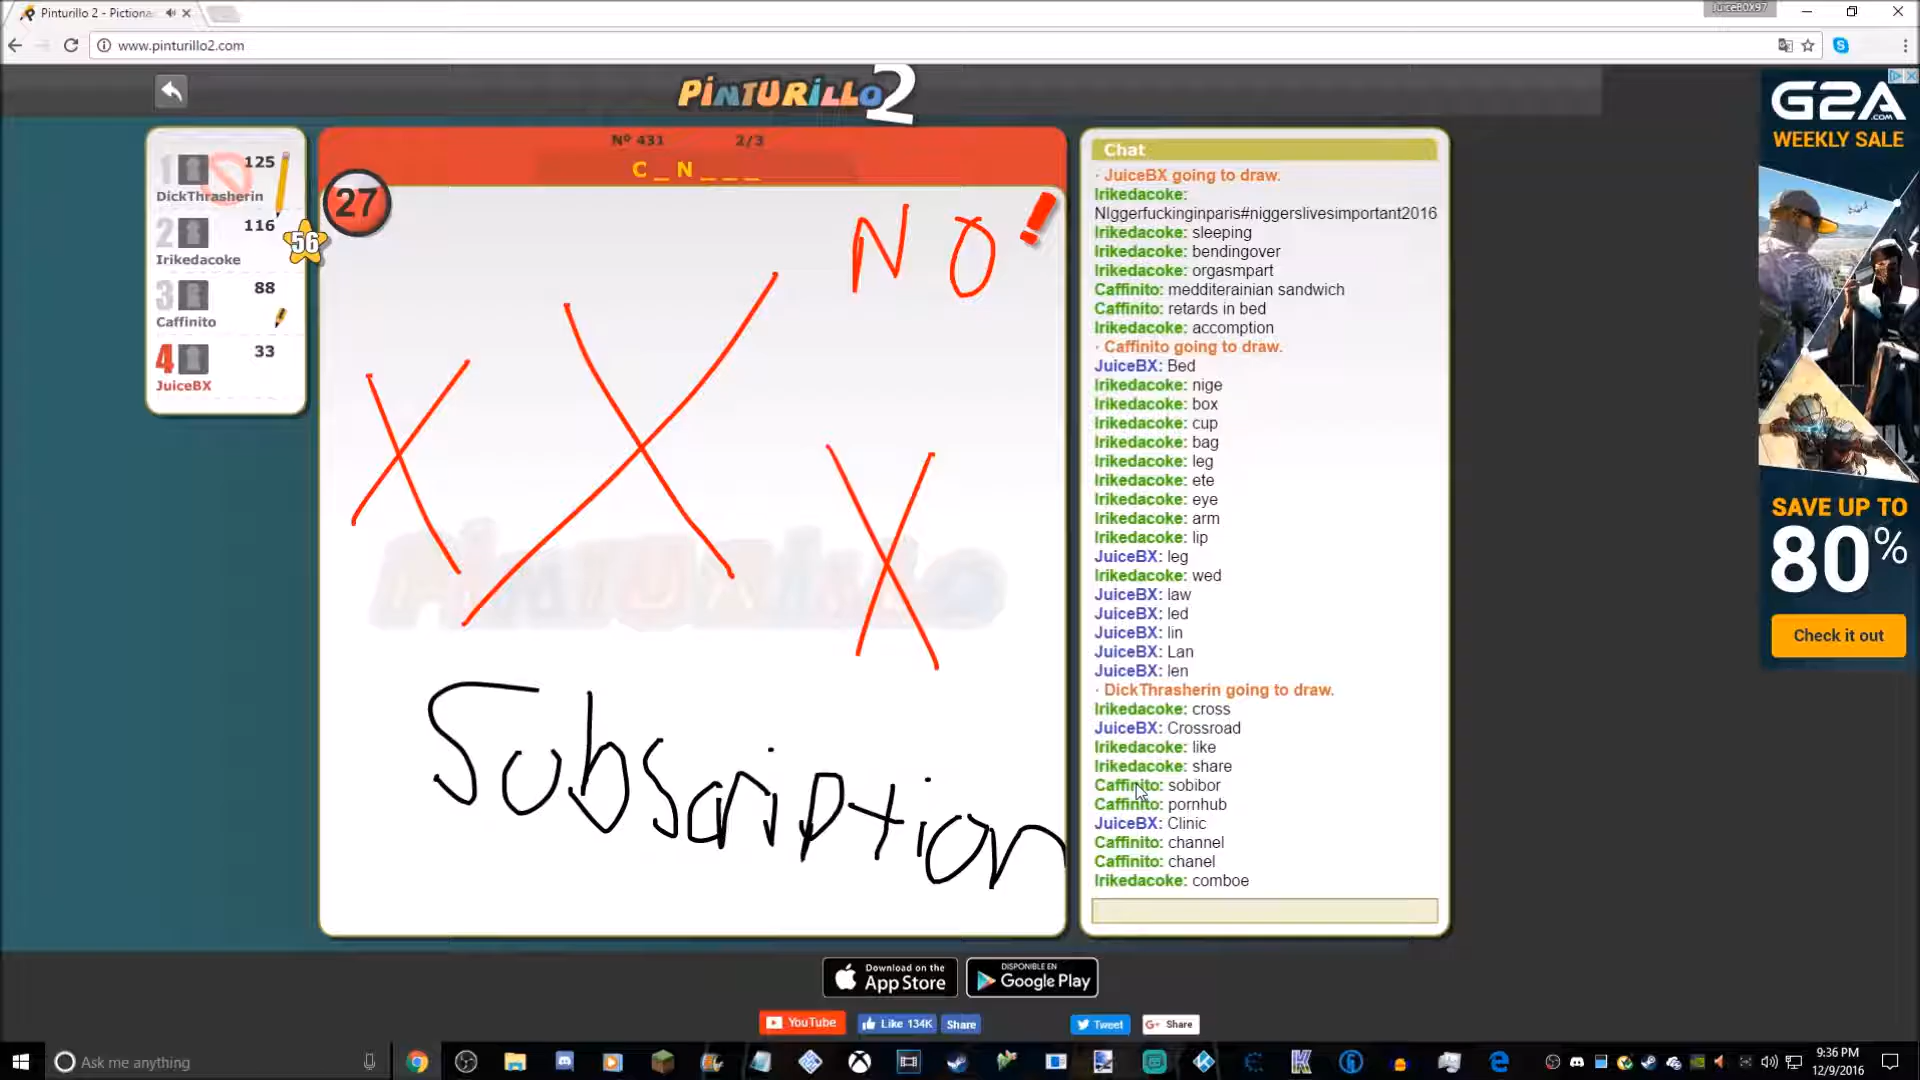 Pinturillo 2 - Pictiona
JuiceB0X97
www.pinturillo2.com
PiNTURiLLO2
Nº 431 2/3
C _ N _ _ _
27
1 125
DickThrasherin
2 116
Irikedacoke
56
3 88
Caffinito
4 33
JuiceBX
NO!
X X X
Pinturillo
Subscription
Chat
· JuiceBX going to draw.
Irikedacoke:
NIggerfuckinginparis#niggerslivesimportant2016
Irikedacoke: sleeping
Irikedacoke: bendingover
Irikedacoke: orgasmpart
Caffinito: medditerainian sandwich
Caffinito: retards in bed
Irikedacoke: accomption
· Caffinito going to draw.
JuiceBX: Bed
Irikedacoke: nige
Irikedacoke: box
Irikedacoke: cup
Irikedacoke: bag
Irikedacoke: leg
Irikedacoke: ete
Irikedacoke: eye
Irikedacoke: arm
Irikedacoke: lip
JuiceBX: leg
Irikedacoke: wed
JuiceBX: law
JuiceBX: led
JuiceBX: lin
JuiceBX: Lan
JuiceBX: len
· DickThrasherin going to draw.
Irikedacoke: cross
JuiceBX: Crossroad
Irikedacoke: like
Irikedacoke: share
Caffinito: sobibor
Caffinito: pornhub
JuiceBX: Clinic
Caffinito: channel
Caffinito: chanel
Irikedacoke: comboe
G2A
.COM
WEEKLY SALE
SAVE UP TO
80%
Check it out
Download on the
App Store
DISPONIBLE EN
Google Play
YouTube
Like 134K
Share
Tweet
G+ Share
Ask me anything
9:36 PM
12/9/2016